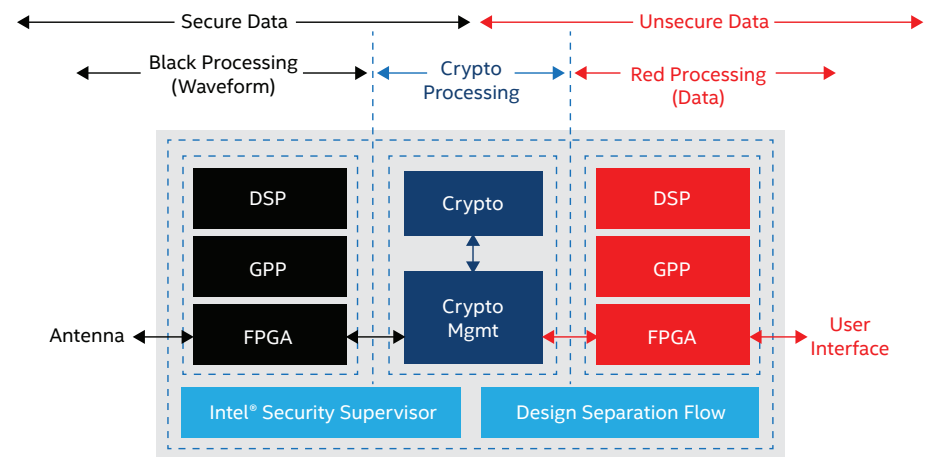 Secure Data
Unsecure Data
Black Processing
(Waveform)
Crypto
Processing
Red Processing
(Data)
DSP
GPP
FPGA
Crypto
Crypto
Mgmt
DSP
GPP
FPGA
Antenna
User
Interface
Intel® Security Supervisor
Design Separation Flow